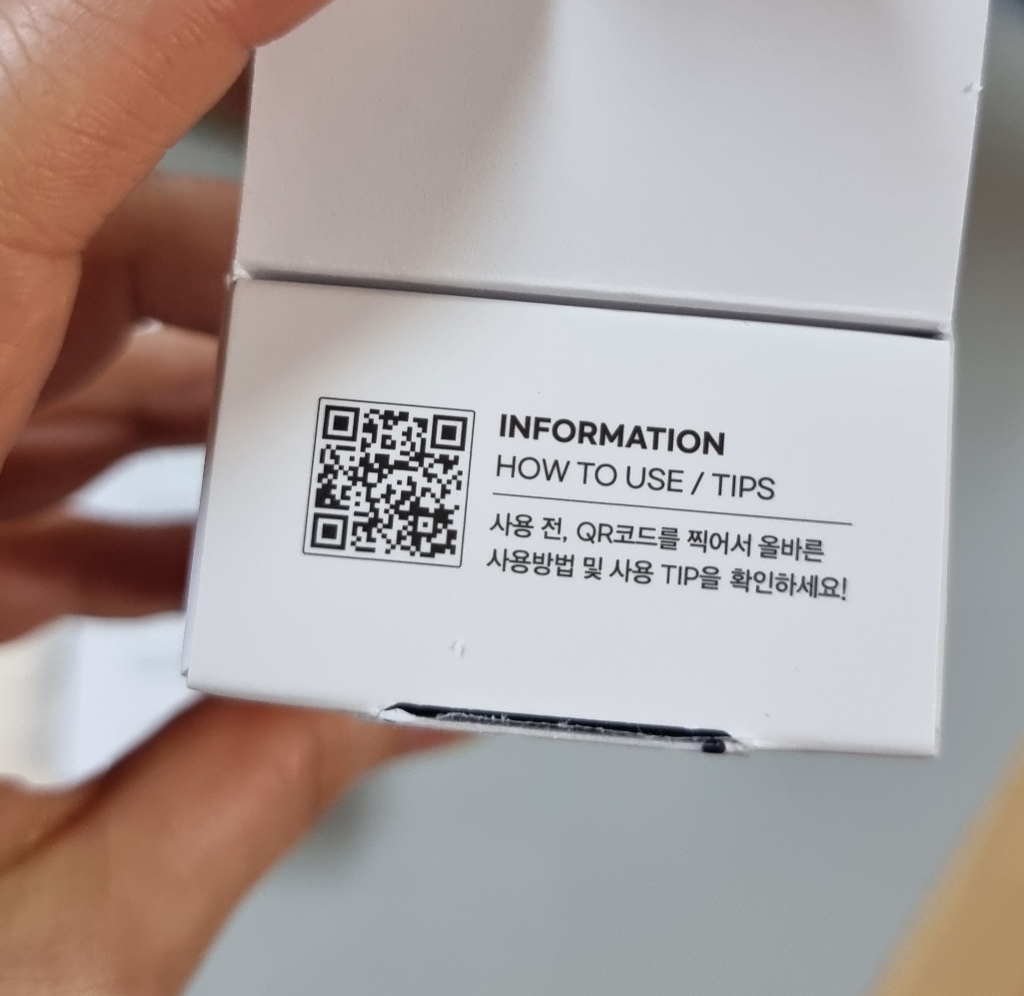 INFORMATION
HOW TO USE / TIPS
사용 전, QR코드를 찍어서 올바른
사용방법 및 사용 TIP을 확인하세요!